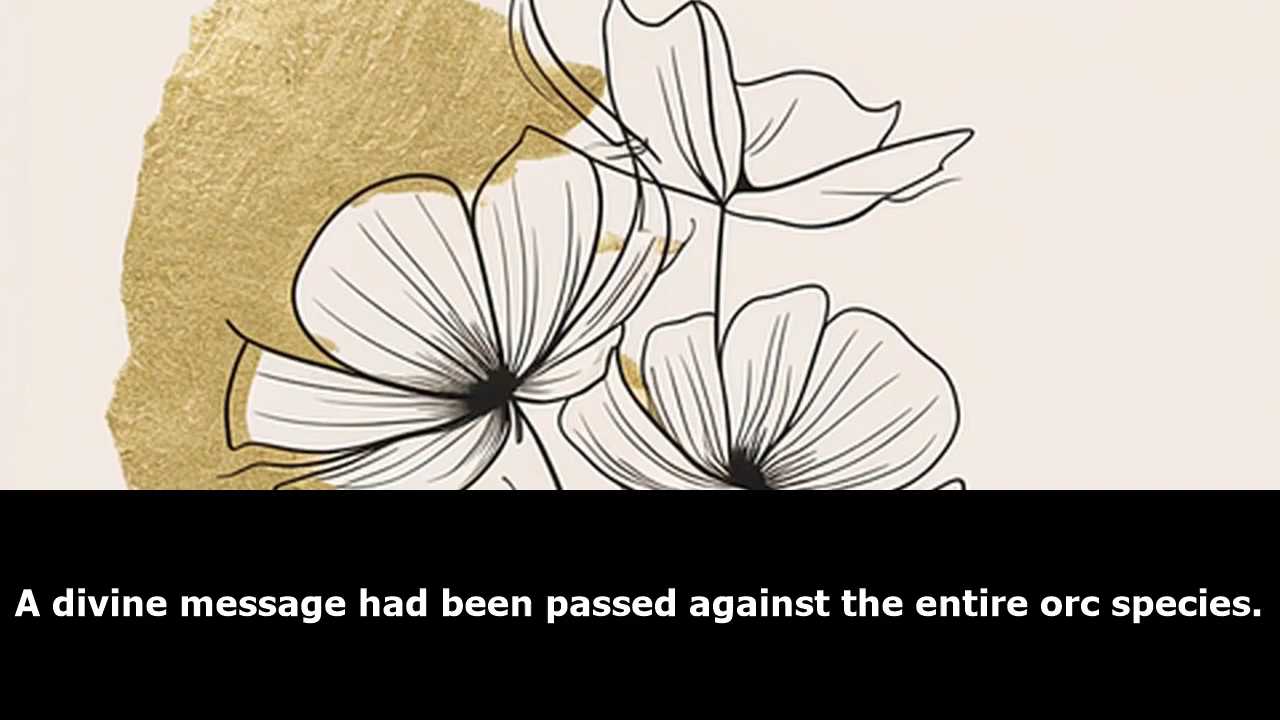 A divine message had been passed against the entire orc species.